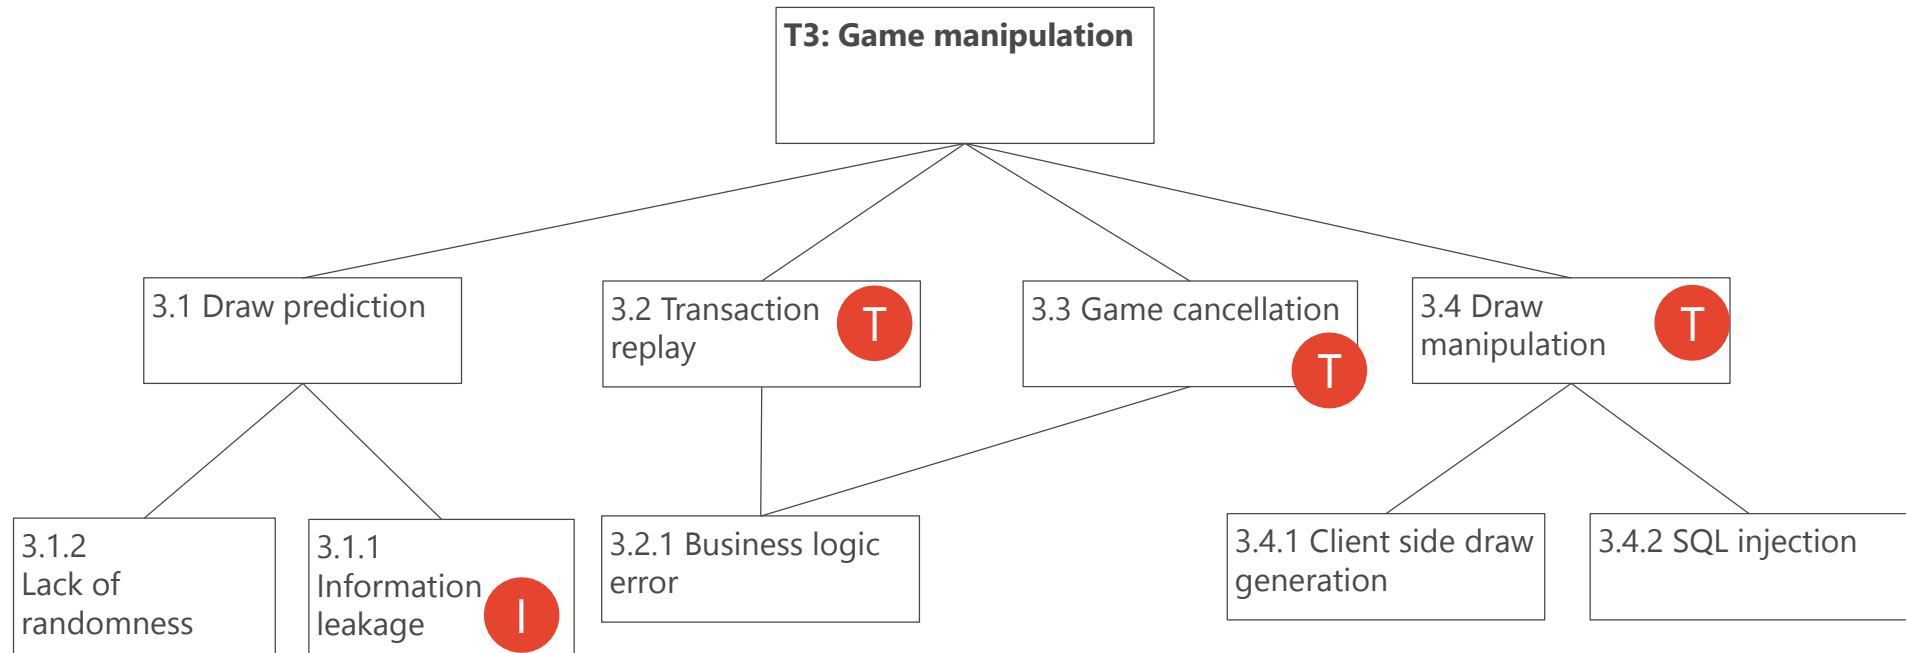 T3: Game manipulation
3.1 Draw prediction
3.2 Transaction
replay
T
3.3 Game cancellation
T
3.4 Draw
manipulation
T
3.1.2
Lack of
randomness
3.1.1
Information
leakage
I
3.2.1 Business logic
error
3.4.1 Client side draw
generation
3.4.2 SQL injection